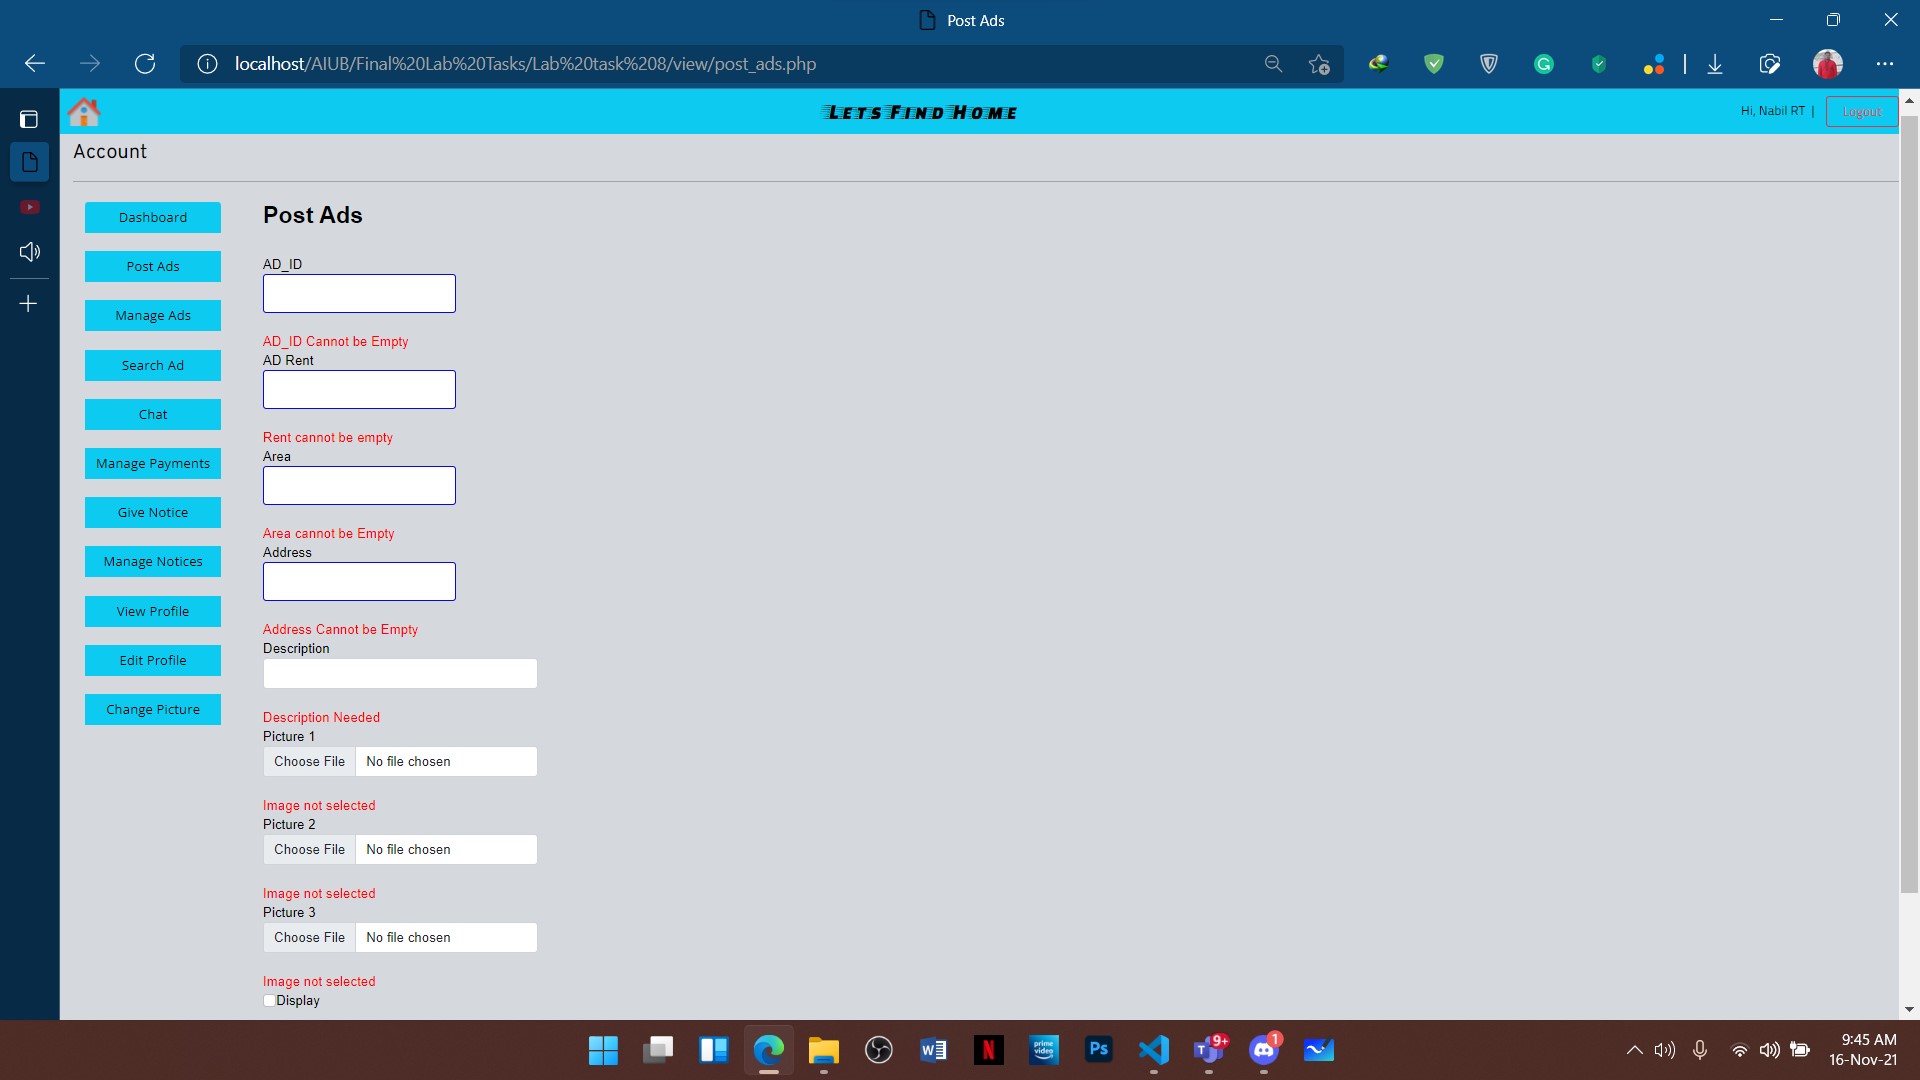 Post Ads
localhost/AIUB/Final%20Lab%20Tasks/Lab%20task%208/view/post_ads.php
LETS FIND HOME
Hi, Nabil RT |
Logout
Account
Dashboard
Post Ads
Manage Ads
Search Ad
Chat
Manage Payments
Give Notice
Manage Notices
View Profile
Edit Profile
Change Picture
Post Ads
AD_ID
AD_ID Cannot be Empty
AD Rent
Rent cannot be empty
Area
Area cannot be Empty
Address
Address Cannot be Empty
Description
Description Needed
Picture 1
Choose File No file chosen
Image not selected
Picture 2
Choose File No file chosen
Image not selected
Picture 3
Choose File No file chosen
Image not selected
Display
W
N
prime video
Ps
T
9+
1
9:45 AM
16-Nov-21